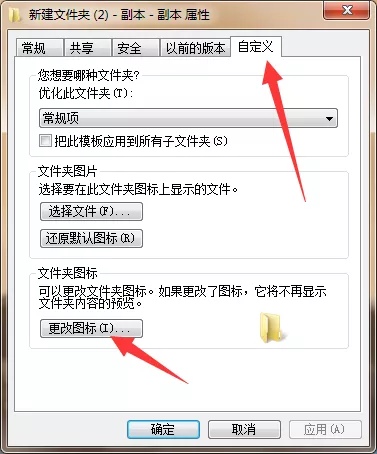 新建文件夹 (2) - 副本 - 副本 属性
常规 共享 安全 以前的版本 自定义
您想要哪种文件夹?
优化此文件夹(T):
常规项
把此模板应用到所有子文件夹(S)
文件夹图片
选择要在此文件夹图标上显示的文件。
选择文件(F)...
还原默认图标(R)
文件夹图标
可以更改文件夹图标。如果更改了图标，它将不再显示
文件夹内容的预览。
更改图标(I)...
确定 取消 应用(A)